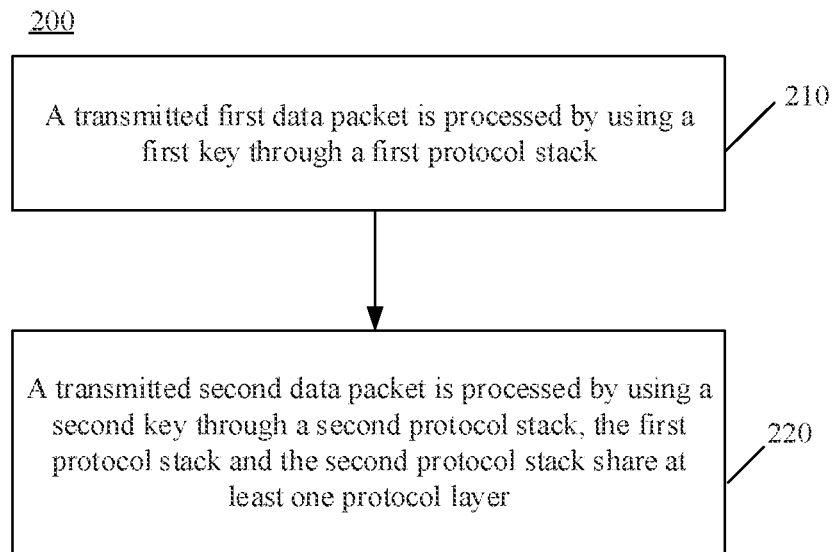 200
A transmitted first data packet is processed by using a
first key through a first protocol stack
210
A transmitted second data packet is processed by using a
second key through a second protocol stack, the first
protocol stack and the second protocol stack share at
least one protocol layer
220